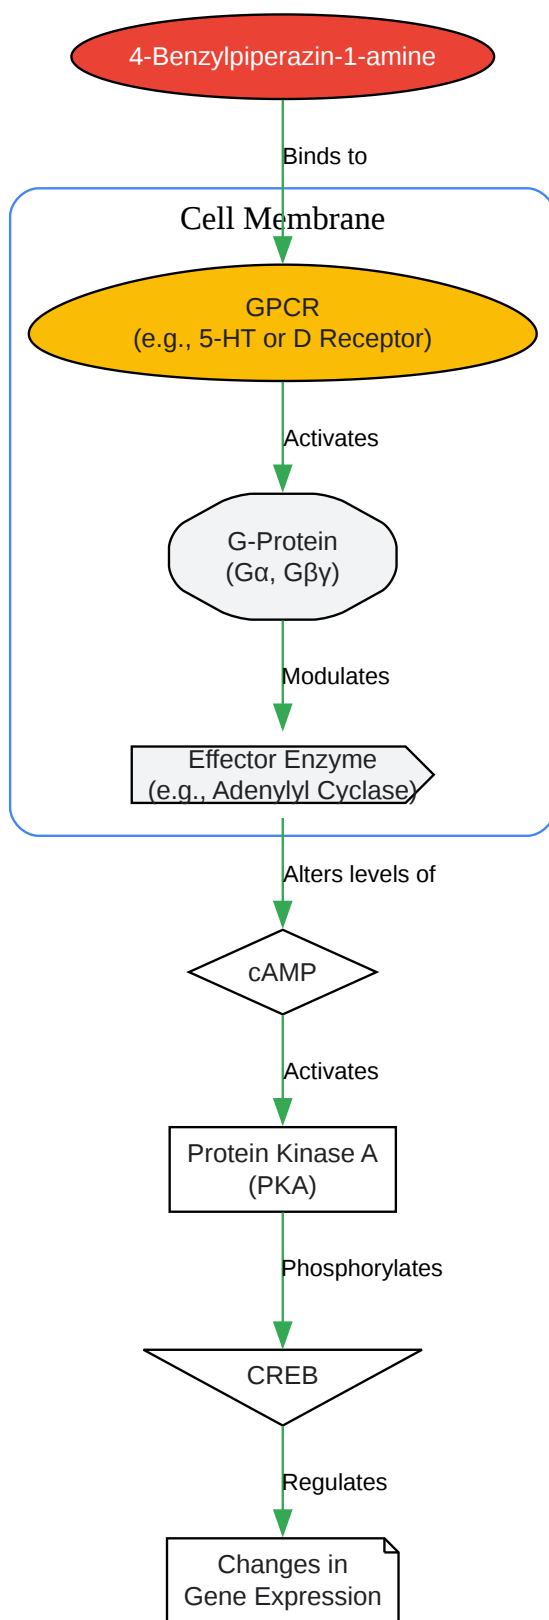 4-Benzylpiperazin-1-amine
Binds to
Cell Membrane
GPCR
(e.g., 5-HT or D Receptor)
Activates
G-Protein
(Gα, Gβγ)
Modulates
Effector Enzyme
(e.g., Adenylyl Cyclase)
Alters levels of
cAMP
Activates
Protein Kinase A
(PKA)
Phosphorylates
CREB
Regulates
Changes in
Gene Expression